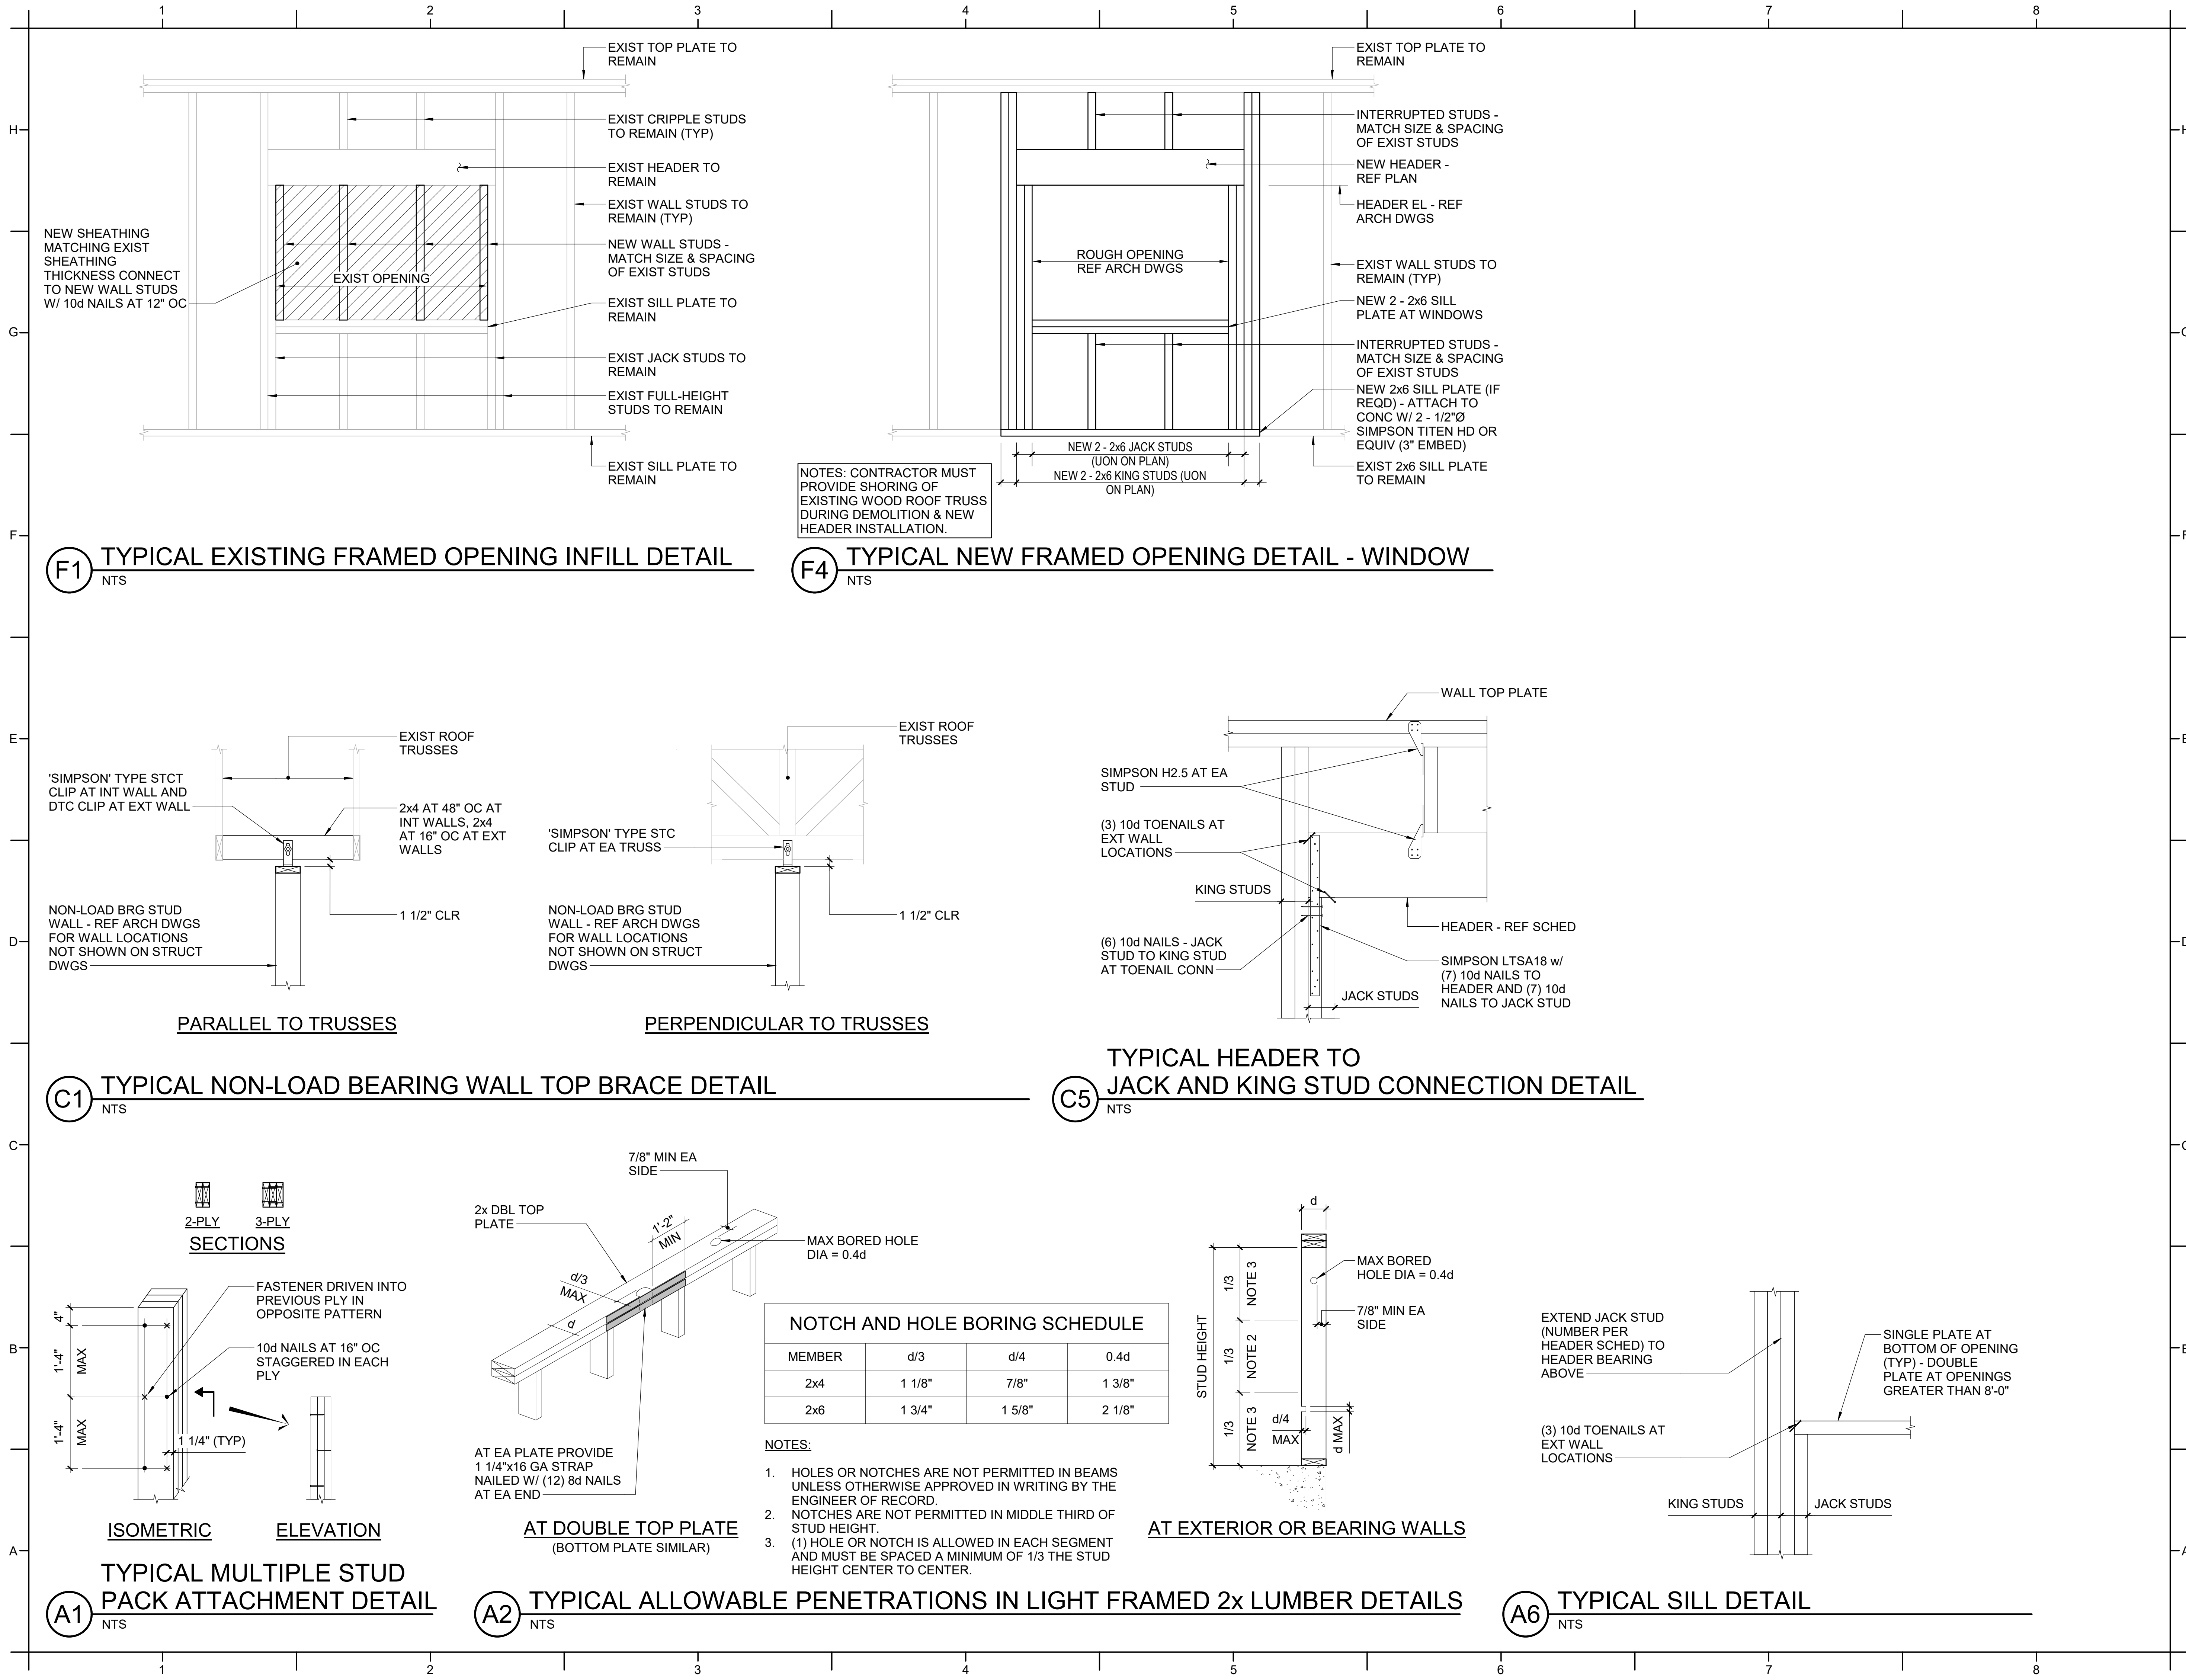 1 2 3 4 5 6 7 8
H
G
F
E
D
C
B
A
EXIST TOP PLATE TO
REMAIN
EXIST CRIPPLE STUDS
TO REMAIN (TYP)
EXIST HEADER TO
REMAIN
EXIST WALL STUDS TO
REMAIN (TYP)
NEW WALL STUDS -
MATCH SIZE & SPACING
OF EXIST STUDS
EXIST SILL PLATE TO
REMAIN
EXIST JACK STUDS TO
REMAIN
EXIST FULL-HEIGHT
STUDS TO REMAIN
EXIST SILL PLATE TO
REMAIN
NEW SHEATHING
MATCHING EXIST
SHEATHING
THICKNESS CONNECT
TO NEW WALL STUDS
W/ 10d NAILS AT 12" OC
EXIST OPENING
F1
TYPICAL EXISTING FRAMED OPENING INFILL DETAIL
NTS
EXIST TOP PLATE TO
REMAIN
INTERRUPTED STUDS -
MATCH SIZE & SPACING
OF EXIST STUDS
NEW HEADER -
REF PLAN
HEADER EL - REF
ARCH DWGS
ROUGH OPENING
REF ARCH DWGS
EXIST WALL STUDS TO
REMAIN (TYP)
NEW 2 - 2x6 SILL
PLATE AT WINDOWS
INTERRUPTED STUDS -
MATCH SIZE & SPACING
OF EXIST STUDS
NEW 2x6 SILL PLATE (IF
REQD) - ATTACH TO
CONC W/ 2 - 1/2"Ø
SIMPSON TITEN HD OR
EQUIV (3" EMBED)
EXIST 2x6 SILL PLATE
TO REMAIN
NEW 2 - 2x6 JACK STUDS
(UON ON PLAN)
NEW 2 - 2x6 KING STUDS (UON
ON PLAN)
NOTES: CONTRACTOR MUST
PROVIDE SHORING OF
EXISTING WOOD ROOF TRUSS
DURING DEMOLITION & NEW
HEADER INSTALLATION.
F4
TYPICAL NEW FRAMED OPENING DETAIL - WINDOW
NTS
EXIST ROOF
TRUSSES
'SIMPSON' TYPE STCT
CLIP AT INT WALL AND
DTC CLIP AT EXT WALL
2x4 AT 48" OC AT
INT WALLS, 2x4
AT 16" OC AT EXT
WALLS
NON-LOAD BRG STUD
WALL - REF ARCH DWGS
FOR WALL LOCATIONS
NOT SHOWN ON STRUCT
DWGS
1 1/2" CLR
PARALLEL TO TRUSSES
EXIST ROOF
TRUSSES
'SIMPSON' TYPE STC
CLIP AT EA TRUSS
NON-LOAD BRG STUD
WALL - REF ARCH DWGS
FOR WALL LOCATIONS
NOT SHOWN ON STRUCT
DWGS
1 1/2" CLR
PERPENDICULAR TO TRUSSES
C1
TYPICAL NON-LOAD BEARING WALL TOP BRACE DETAIL
NTS
WALL TOP PLATE
SIMPSON H2.5 AT EA
STUD
(3) 10d TOENAILS AT
EXT WALL
LOCATIONS
KING STUDS
(6) 10d NAILS - JACK
STUD TO KING STUD
AT TOENAIL CONN
HEADER - REF SCHED
SIMPSON LTSA18 w/
(7) 10d NAILS TO
HEADER AND (7) 10d
NAILS TO JACK STUD
JACK STUDS
C5
TYPICAL HEADER TO
JACK AND KING STUD CONNECTION DETAIL
NTS
2-PLY 3-PLY
SECTIONS
FASTENER DRIVEN INTO
PREVIOUS PLY IN
OPPOSITE PATTERN
10d NAILS AT 16" OC
STAGGERED IN EACH
PLY
4"
1'-4"
MAX
1'-4"
MAX
1 1/4" (TYP)
ISOMETRIC
ELEVATION
A1
TYPICAL MULTIPLE STUD
PACK ATTACHMENT DETAIL
NTS
7/8" MIN EA
SIDE
2x DBL TOP
PLATE
1'-2"
MIN
MAX BORED HOLE
DIA = 0.4d
d/3
MAX
d
AT EA PLATE PROVIDE
1 1/4"x16 GA STRAP
NAILED W/ (12) 8d NAILS
AT EA END
AT DOUBLE TOP PLATE
(BOTTOM PLATE SIMILAR)
NOTCH AND HOLE BORING SCHEDULE
MEMBER d/3 d/4 0.4d
2x4 1 1/8" 7/8" 1 3/8"
2x6 1 3/4" 1 5/8" 2 1/8"
NOTES:
1. HOLES OR NOTCHES ARE NOT PERMITTED IN BEAMS
UNLESS OTHERWISE APPROVED IN WRITING BY THE
ENGINEER OF RECORD.
2. NOTCHES ARE NOT PERMITTED IN MIDDLE THIRD OF
STUD HEIGHT.
3. (1) HOLE OR NOTCH IS ALLOWED IN EACH SEGMENT
AND MUST BE SPACED A MINIMUM OF 1/3 THE STUD
HEIGHT CENTER TO CENTER.
d
STUD HEIGHT
1/3
NOTE 3
1/3
NOTE 2
1/3
NOTE 3
MAX BORED
HOLE DIA = 0.4d
7/8" MIN EA
SIDE
d/4
MAX
d MAX
AT EXTERIOR OR BEARING WALLS
A2
TYPICAL ALLOWABLE PENETRATIONS IN LIGHT FRAMED 2x LUMBER DETAILS
NTS
EXTEND JACK STUD
(NUMBER PER
HEADER SCHED) TO
HEADER BEARING
ABOVE
SINGLE PLATE AT
BOTTOM OF OPENING
(TYP) - DOUBLE
PLATE AT OPENINGS
GREATER THAN 8'-0"
(3) 10d TOENAILS AT
EXT WALL
LOCATIONS
KING STUDS
JACK STUDS
A6
TYPICAL SILL DETAIL
NTS
1 2 3 4 5 6 7 8